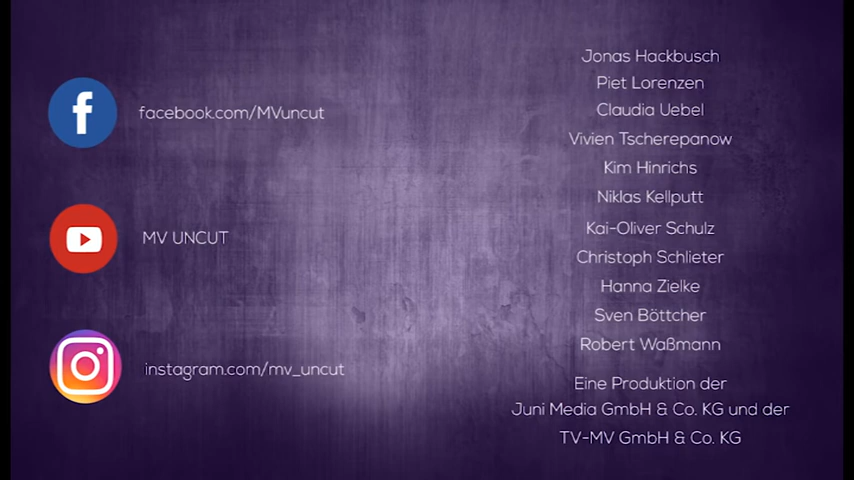 facebook.com/MVuncut
MV UNCUT
instagram.com/mv_uncut
Jonas Hackbusch
Piet Lorenzen
Claudia Uebel
Vivien Tscherepanow
Kim Hinrichs
Niklas Kellputt
Kai-Oliver Schulz
Christoph Schlieter
Hanna Zielke
Sven Böttcher
Robert Waßmann
Eine Produktion der
Juni Media GmbH & Co. KG und der
TV-MV GmbH & Co. KG